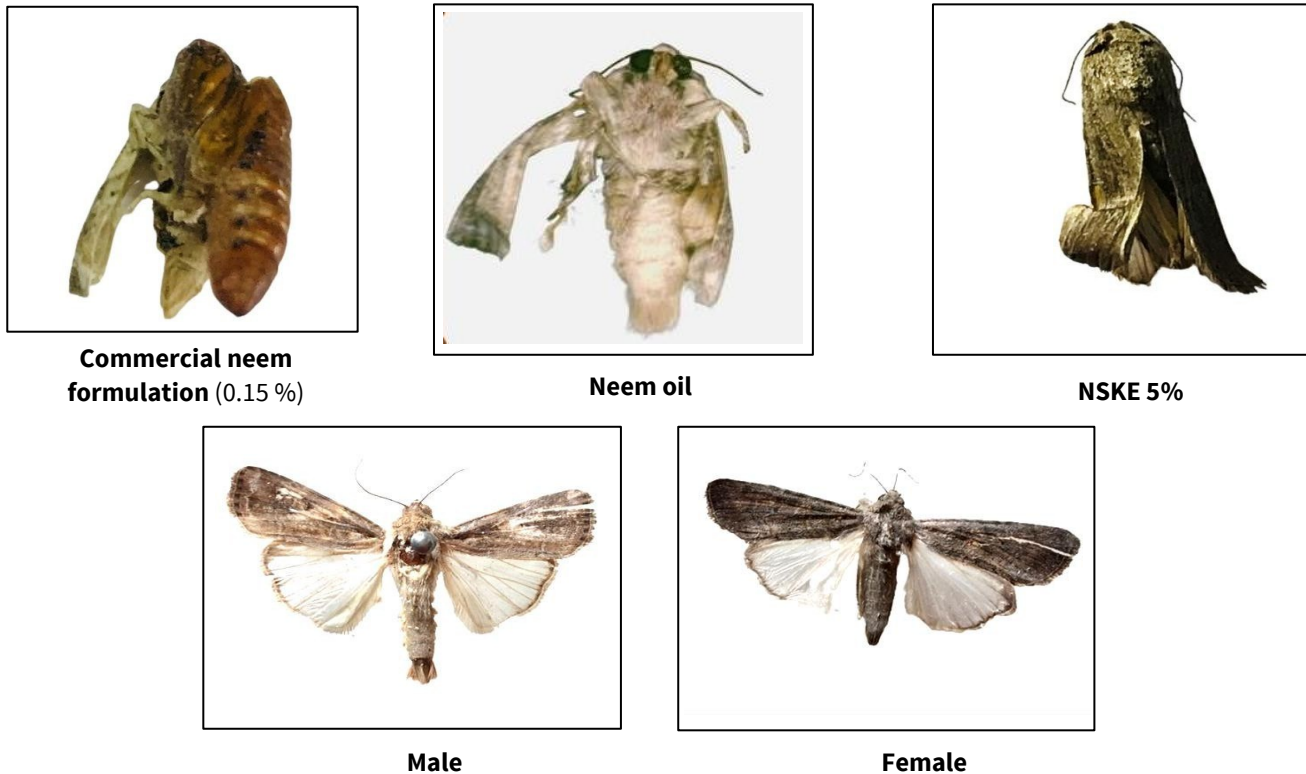 Commercial neem
formulation (0.15 %)
Neem oil
NSKE 5%
Male
Female